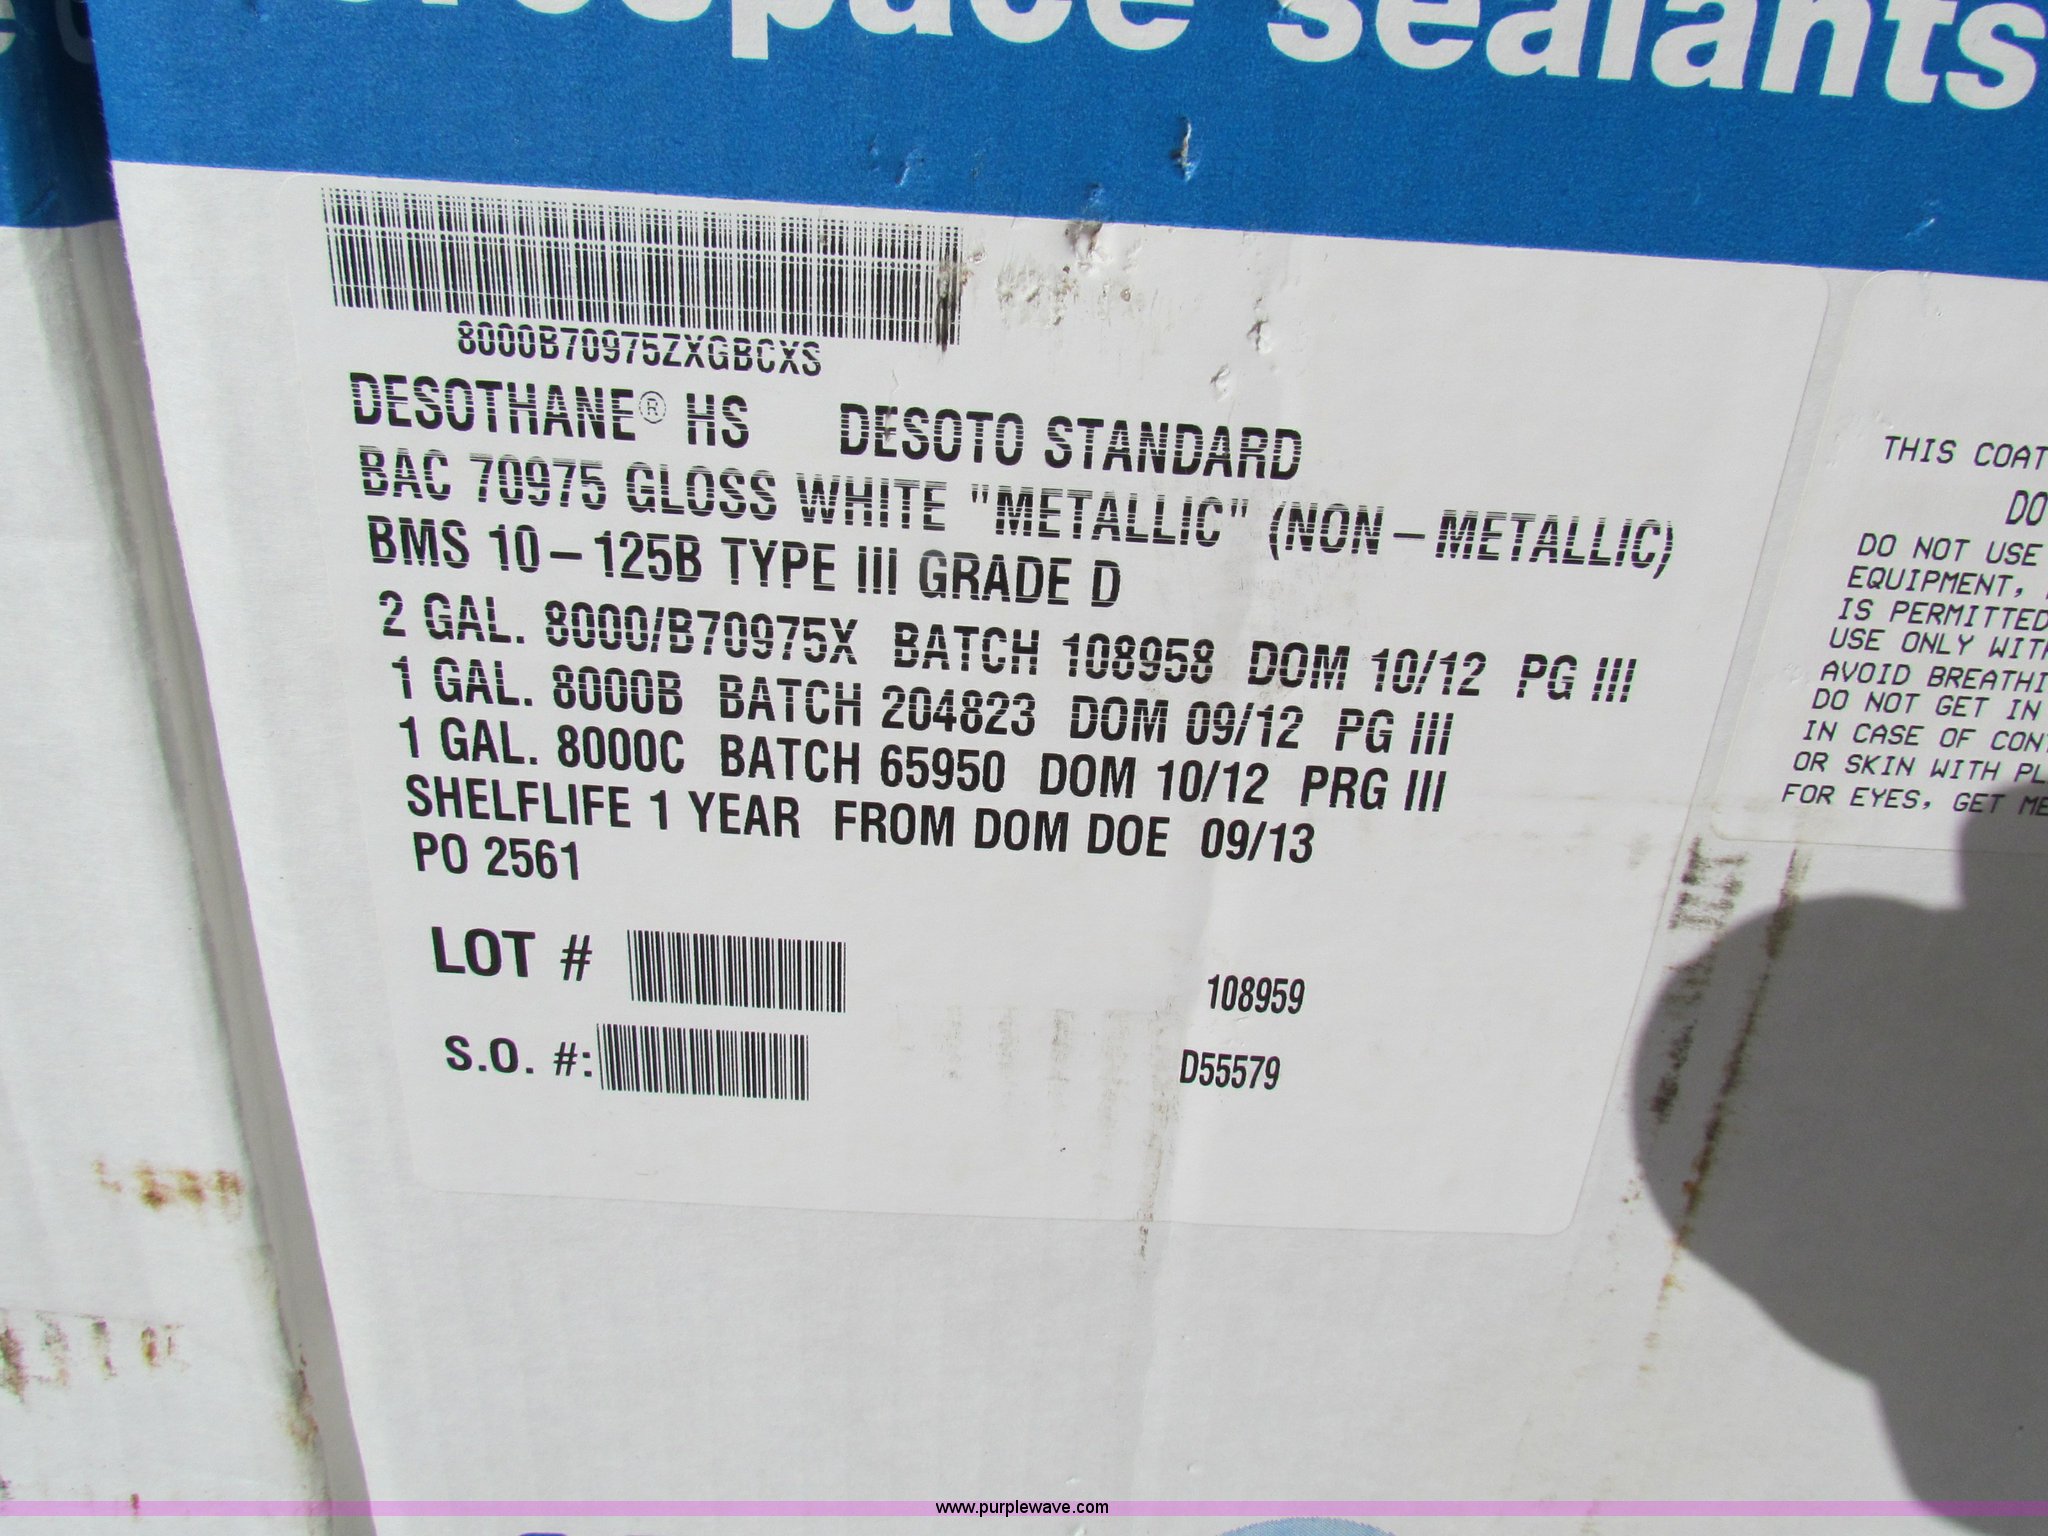 sealants
8000B70975ZXGBCXS
DESOTHANE® HS DESOTO STANDARD
BAC 70975 GLOSS WHITE "METALLIC" (NON-METALLIC)
BMS 10-125B TYPE III GRADE D
2 GAL. 8000/B70975X BATCH 108958 DOM 10/12 PG III
1 GAL. 8000B BATCH 204823 DOM 09/12 PG III
1 GAL. 8000C BATCH 65950 DOM 10/12 PRG III
SHELFLIFE 1 YEAR FROM DOM DOE 09/13
PO 2561
LOT # 108959
S.O. #: D55579
THIS COAT
DO
DO NOT USE
EQUIPMENT,
IS PERMITTED
USE ONLY WITH
AVOID BREATHI
DO NOT GET IN
IN CASE OF CONT
OR SKIN WITH PL
FOR EYES, GET ME
www.purplewave.com